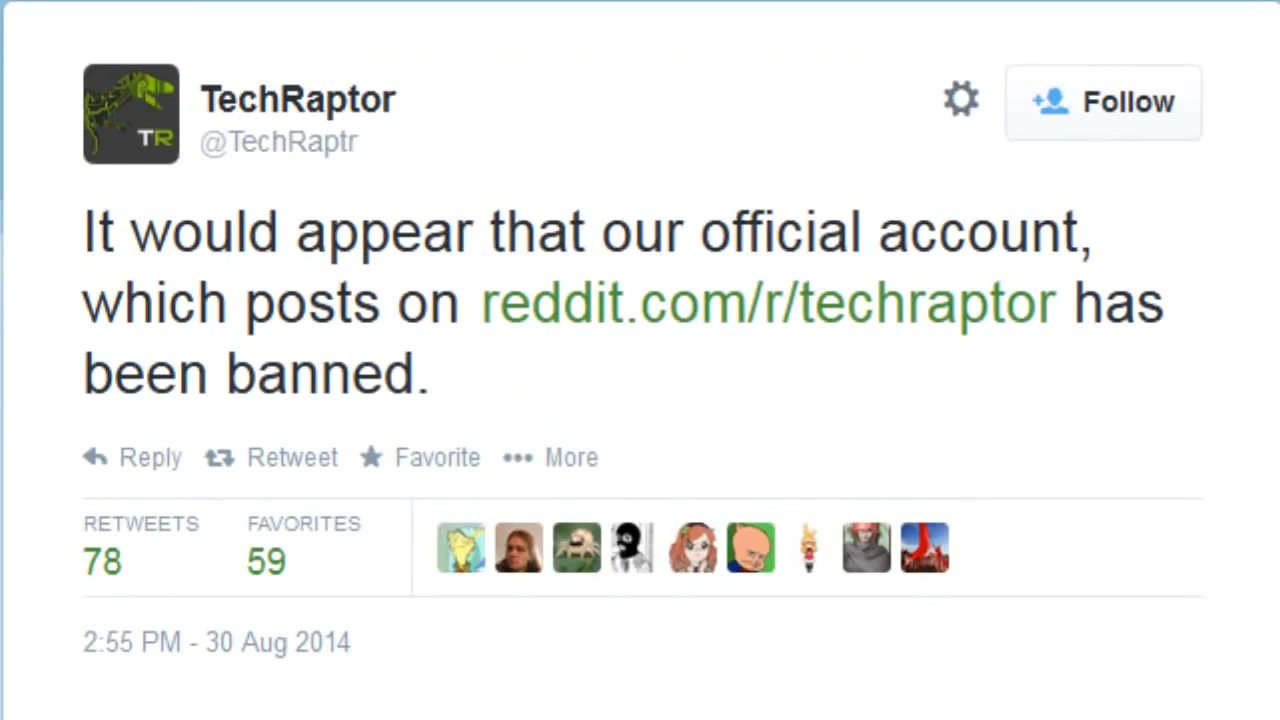 TR
TechRaptor
@TechRaptr
Follow
It would appear that our official account,
which posts on reddit.com/r/techraptor has
been banned.
Reply Retweet Favorite More
RETWEETS FAVORITES
78 59
2:55 PM - 30 Aug 2014